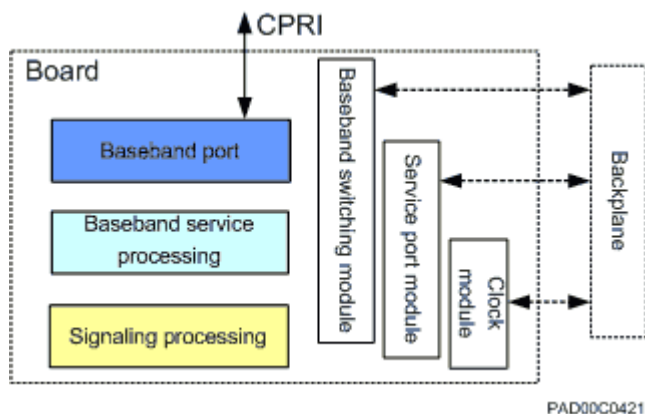 CPRI
Board
Baseband port
Baseband service
processing
Signaling processing
Baseband switching module
Service port module
Clock
module
Backplane
PAD00C0421